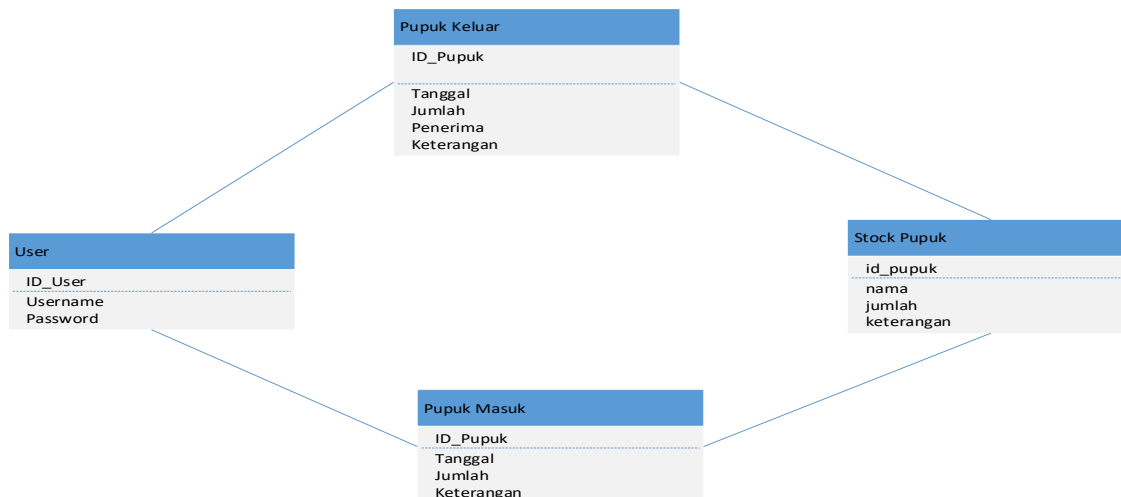 Pupuk Keluar
ID_Pupuk
Tanggal
Jumlah
Penerima
Keterangan
User
ID_User
Username
Password
Stock Pupuk
id_pupuk
nama
jumlah
keterangan
Pupuk Masuk
ID_Pupuk
Tanggal
Jumlah
Keterangan